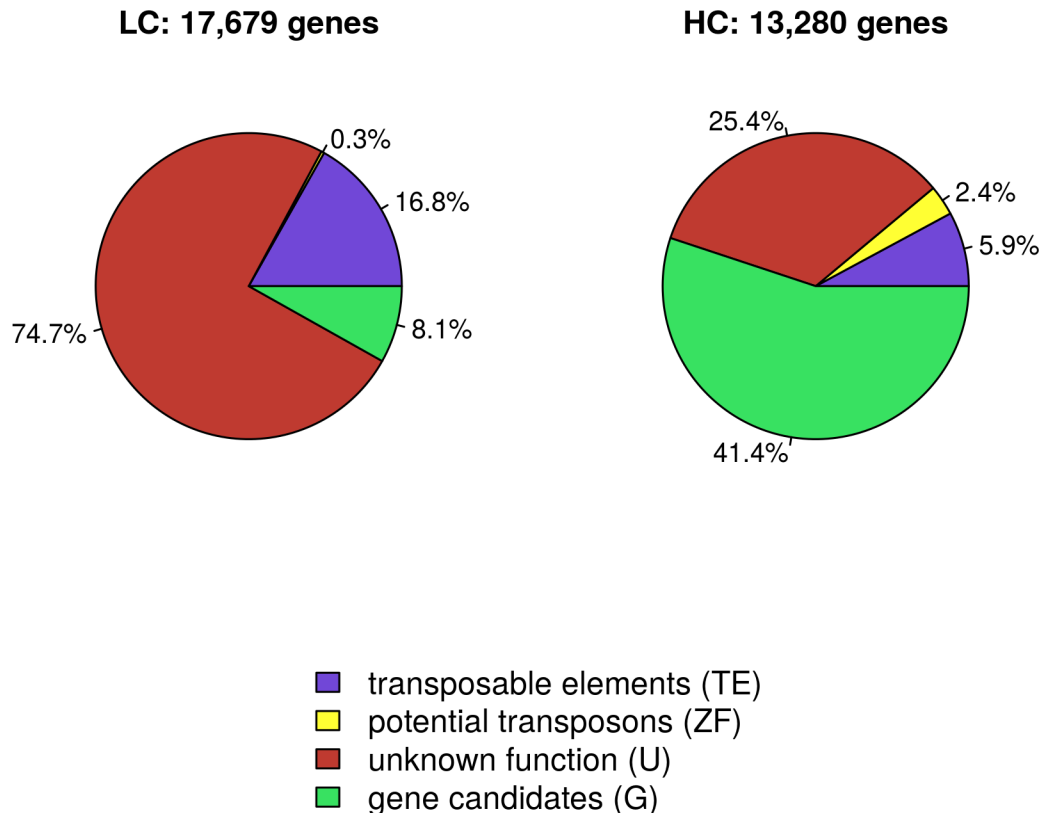 LC: 17,679 genes
HC: 13,280 genes
0.3%
16.8%
74.7%
8.1%
25.4%
2.4%
5.9%
41.4%
transposable elements (TE)
potential transposons (ZF)
unknown function (U)
gene candidates (G)